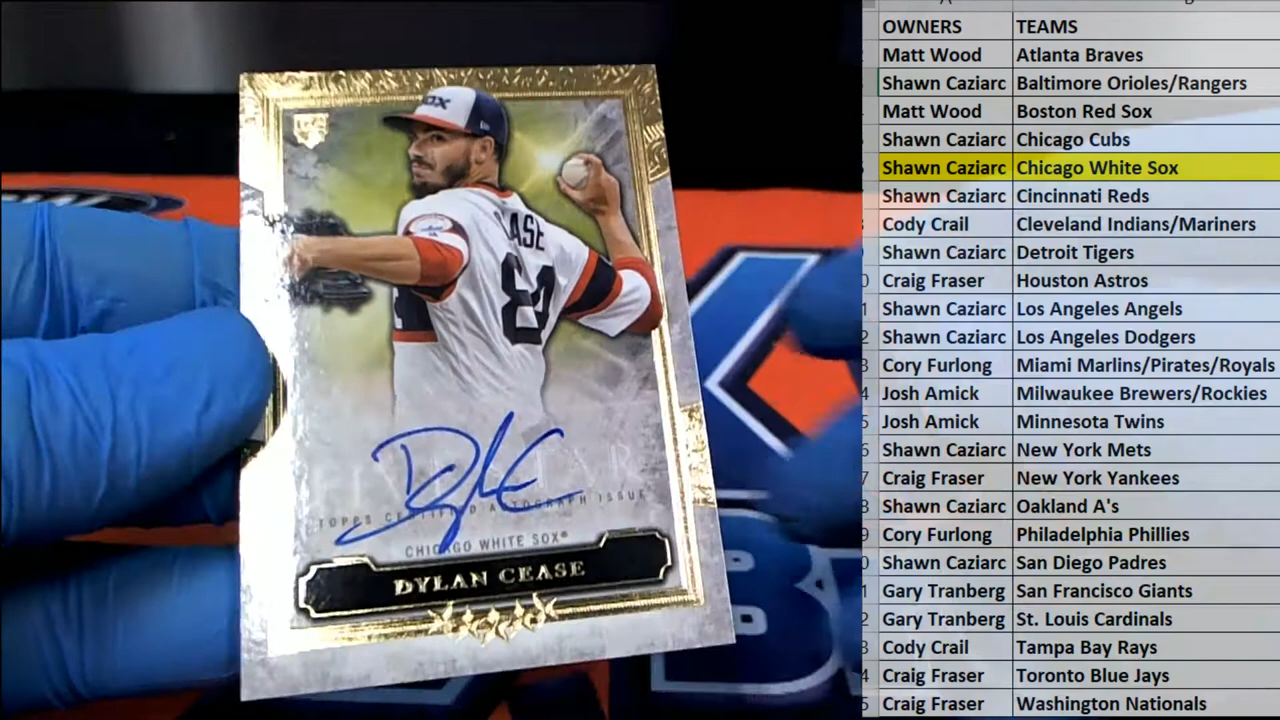 OWNERS TEAMS
Matt Wood Atlanta Braves
Shawn Caziarc Baltimore Orioles/Rangers
Matt Wood Boston Red Sox
Shawn Caziarc Chicago Cubs
Shawn Caziarc Chicago White Sox
Shawn Caziarc Cincinnati Reds
Cody Crail Cleveland Indians/Mariners
Shawn Caziarc Detroit Tigers
Craig Fraser Houston Astros
Shawn Caziarc Los Angeles Angels
Shawn Caziarc Los Angeles Dodgers
Cory Furlong Miami Marlins/Pirates/Royals
Josh Amick Milwaukee Brewers/Rockies
Josh Amick Minnesota Twins
Shawn Caziarc New York Mets
Craig Fraser New York Yankees
Shawn Caziarc Oakland A's
Cory Furlong Philadelphia Phillies
Shawn Caziarc San Diego Padres
Gary Tranberg San Francisco Giants
Gary Tranberg St. Louis Cardinals
Cody Crail Tampa Bay Rays
Craig Fraser Toronto Blue Jays
Craig Fraser Washington Nationals
SOX
CASE
84
TOPPS CERTIFIED AUTOGRAPH ISSUE
CHICAGO WHITE SOX®
DYLAN CEASE